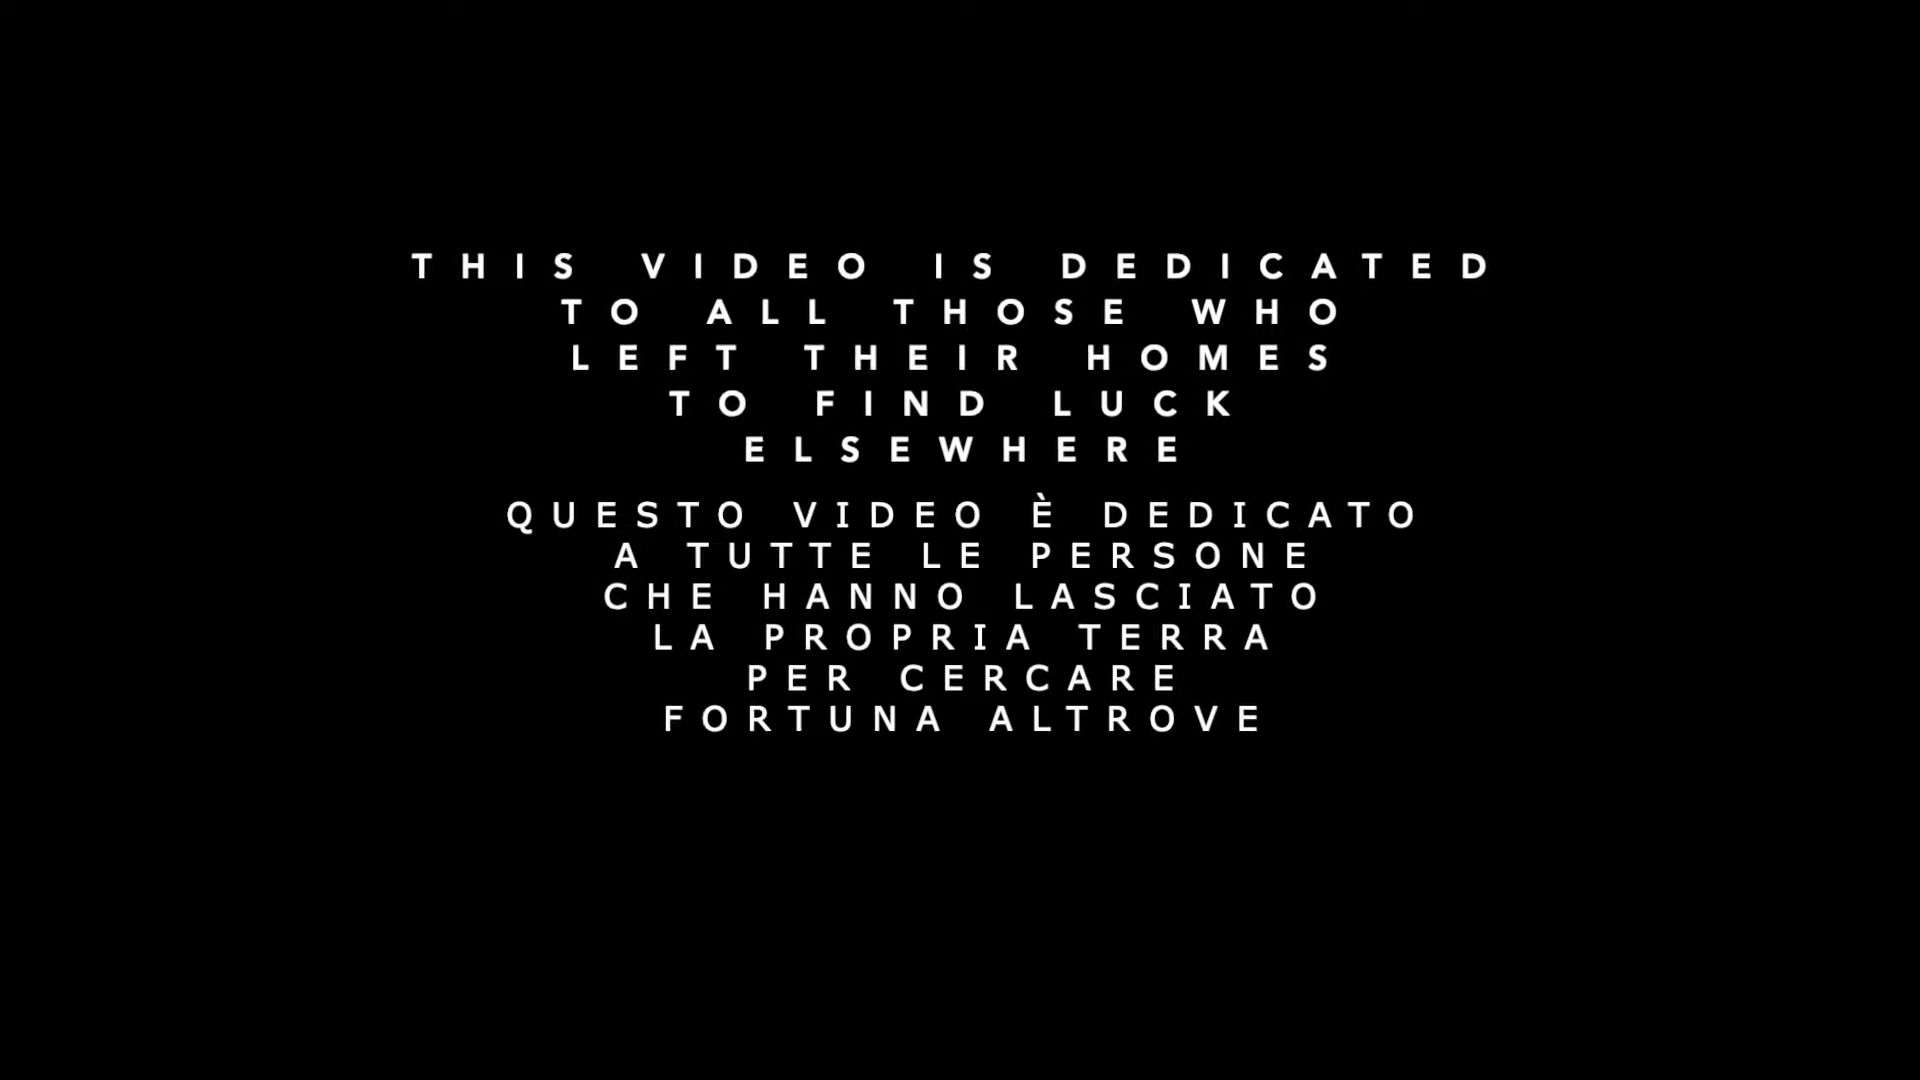 THIS VIDEO IS DEDICATED
TO ALL THOSE WHO
LEFT THEIR HOMES
TO FIND LUCK
ELSEWHERE
QUESTO VIDEO È DEDICATO
A TUTTE LE PERSONE
CHE HANNO LASCIATO
LA PROPRIA TERRA
PER CERCARE
FORTUNA ALTROVE